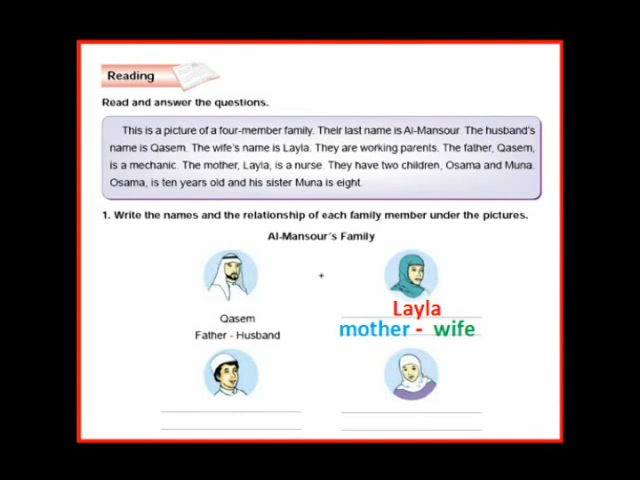 Reading
Read and answer the questions.
This is a picture of a four-member family. Their last name is Al-Mansour. The husband's
name is Qasem. The wife's name is Layla. They are working parents. The father, Qasem,
is a mechanic. The mother, Layla, is a nurse. They have two children, Osama and Muna.
Osama, is ten years old and his sister Muna is eight.
1. Write the names and the relationship of each family member under the pictures.
Al-Mansour's Family
+
Qasem
Father - Husband
Layla
mother - wife